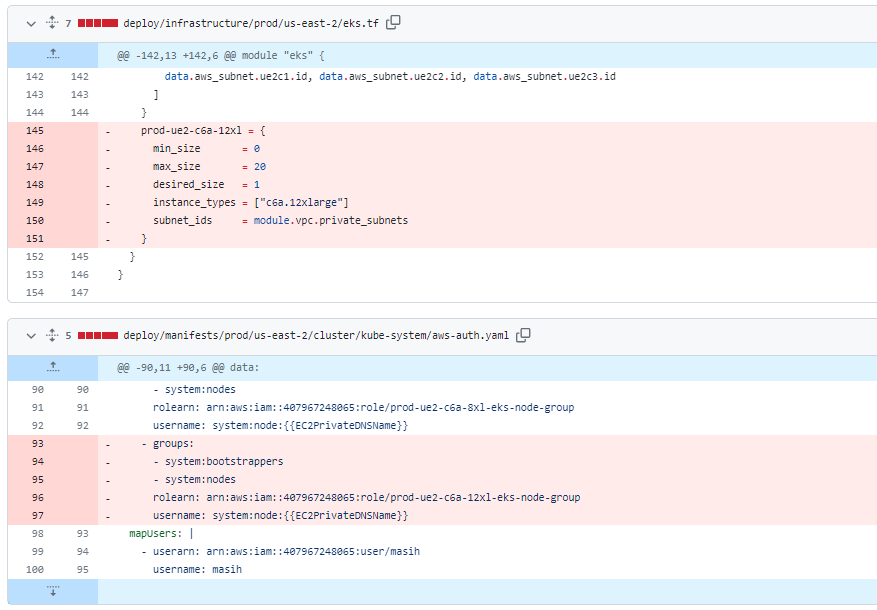 7 deploy/infrastructure/prod/us-east-2/eks.tf
@@ -142,13 +142,6 @@ module "eks" {
142 142 data.aws_subnet.ue2c1.id, data.aws_subnet.ue2c2.id, data.aws_subnet.ue2c3.id
143 143 ]
144 144 }
145 - prod-ue2-c6a-12xl = {
146 - min_size = 0
147 - max_size = 20
148 - desired_size = 1
149 - instance_types = ["c6a.12xlarge"]
150 - subnet_ids = module.vpc.private_subnets
151 - }
152 145 }
153 146 }
154 147
5 deploy/manifests/prod/us-east-2/cluster/kube-system/aws-auth.yaml
@@ -90,11 +90,6 @@ data:
90 90 - system:nodes
91 91 rolearn: arn:aws:iam::407967248065:role/prod-ue2-c6a-8xl-eks-node-group
92 92 username: system:node:{{EC2PrivateDNSName}}
93 - - groups:
94 - - system:bootstrappers
95 - - system:nodes
96 - rolearn: arn:aws:iam::407967248065:role/prod-ue2-c6a-12xl-eks-node-group
97 - username: system:node:{{EC2PrivateDNSName}}
98 93 mapUsers: |
99 94 - userarn: arn:aws:iam::407967248065:user/masih
100 95 username: masih